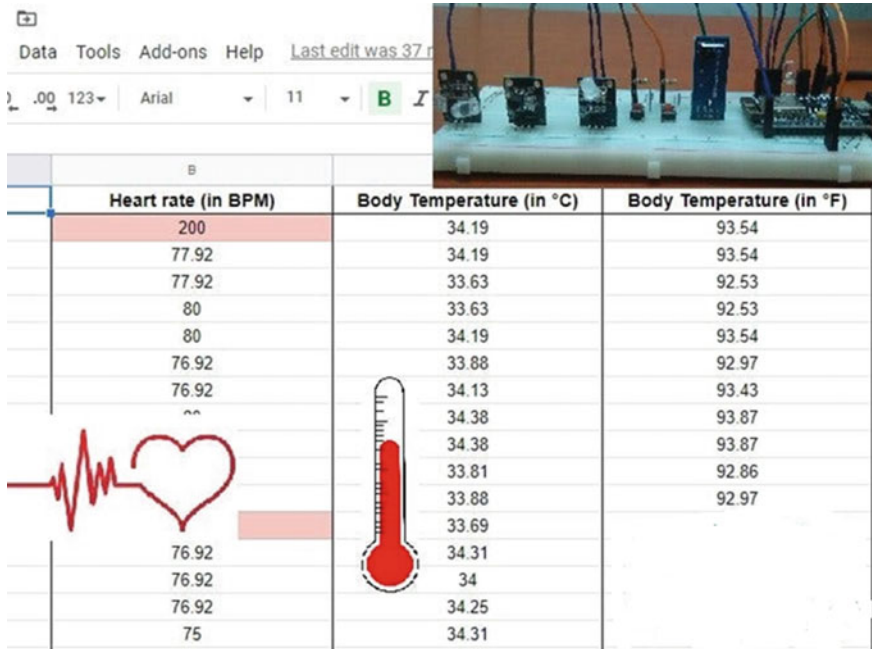 Data Tools Add-ons Help Last edit was 37
.00 123 Arial 11 B I
B
Heart rate (in BPM) Body Temperature (in °C) Body Temperature (in °F)
200 34.19 93.54
77.92 34.19 93.54
77.92 33.63 92.53
80 33.63 92.53
80 34.19 93.54
76.92 33.88 92.97
76.92 34.13 93.43
34.38 93.87
34.38 93.87
33.81 92.86
33.88 92.97
33.69
76.92 34.31
76.92 34
76.92 34.25
75 34.31